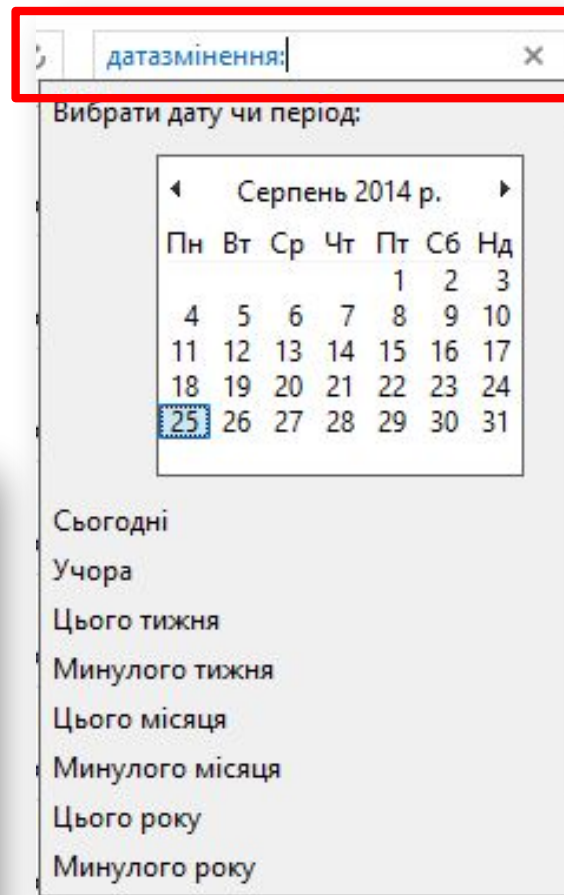 датазмінення:
Вибрати дату чи період:
Серпень 2014 р.
Пн Вт Ср Чт Пт Сб Нд
1 2 3
4 5 6 7 8 9 10
11 12 13 14 15 16 17
18 19 20 21 22 23 24
25 26 27 28 29 30 31
Сьогодні
Учора
Цього тижня
Минулого тижня
Цього місяця
Минулого місяця
Цього року
Минулого року